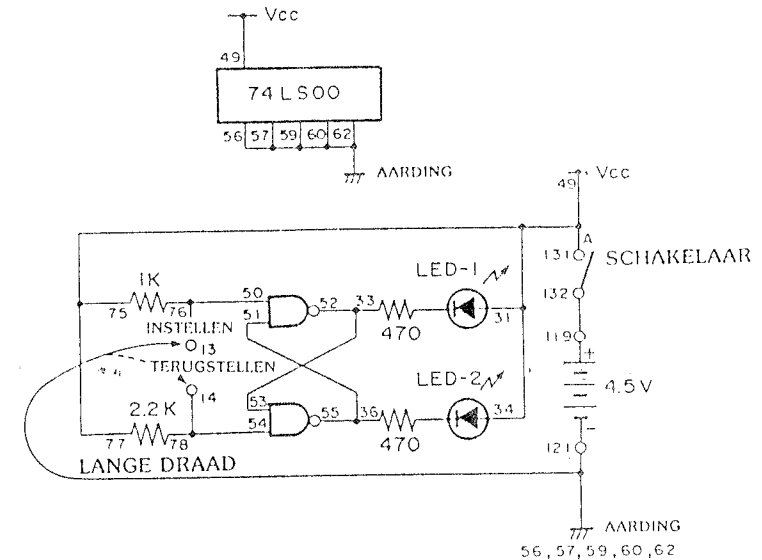 Vcc
49
74LS00
56 57 59 60 62
AARDING
49 Vcc
A
131 SCHAKELAAR
132
119
+
4.5V
-
121
AARDING
56,57,59,60,62
1K
75 76
INSTELLEN
13
TERUGSTELLEN
14
2.2K
77 78
LANGE DRAAD
50
51 52
53
54 55
33
470
LED-1
31
36
470
LED-2
34